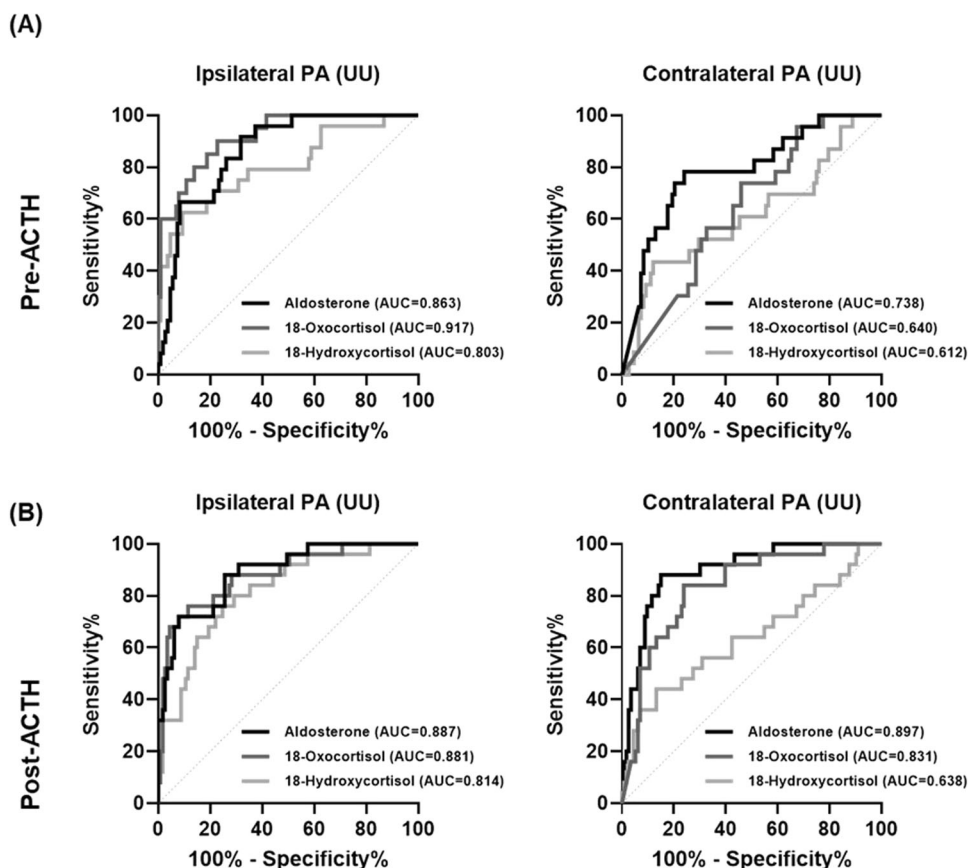 (A)
Ipsilateral PA (UU)
Contralateral PA (UU)
Pre-ACTH
Sensitivity%
100
80
60
40
20
0
Aldosterone (AUC=0.863)
18-Oxocortisol (AUC=0.917)
18-Hydroxycortisol (AUC=0.803)
0 20 40 60 80 100
100% - Specificity%
Sensitivity%
100
80
60
40
20
0
Aldosterone (AUC=0.738)
18-Oxocortisol (AUC=0.640)
18-Hydroxycortisol (AUC=0.612)
0 20 40 60 80 100
100% - Specificity%
(B)
Ipsilateral PA (UU)
Contralateral PA (UU)
Post-ACTH
Sensitivity%
100
80
60
40
20
0
Aldosterone (AUC=0.887)
18-Oxocortisol (AUC=0.881)
18-Hydroxycortisol (AUC=0.814)
0 20 40 60 80 100
100% - Specificity%
Sensitivity%
100
80
60
40
20
0
Aldosterone (AUC=0.897)
18-Oxocortisol (AUC=0.831)
18-Hydroxycortisol (AUC=0.638)
0 20 40 60 80 100
100% - Specificity%